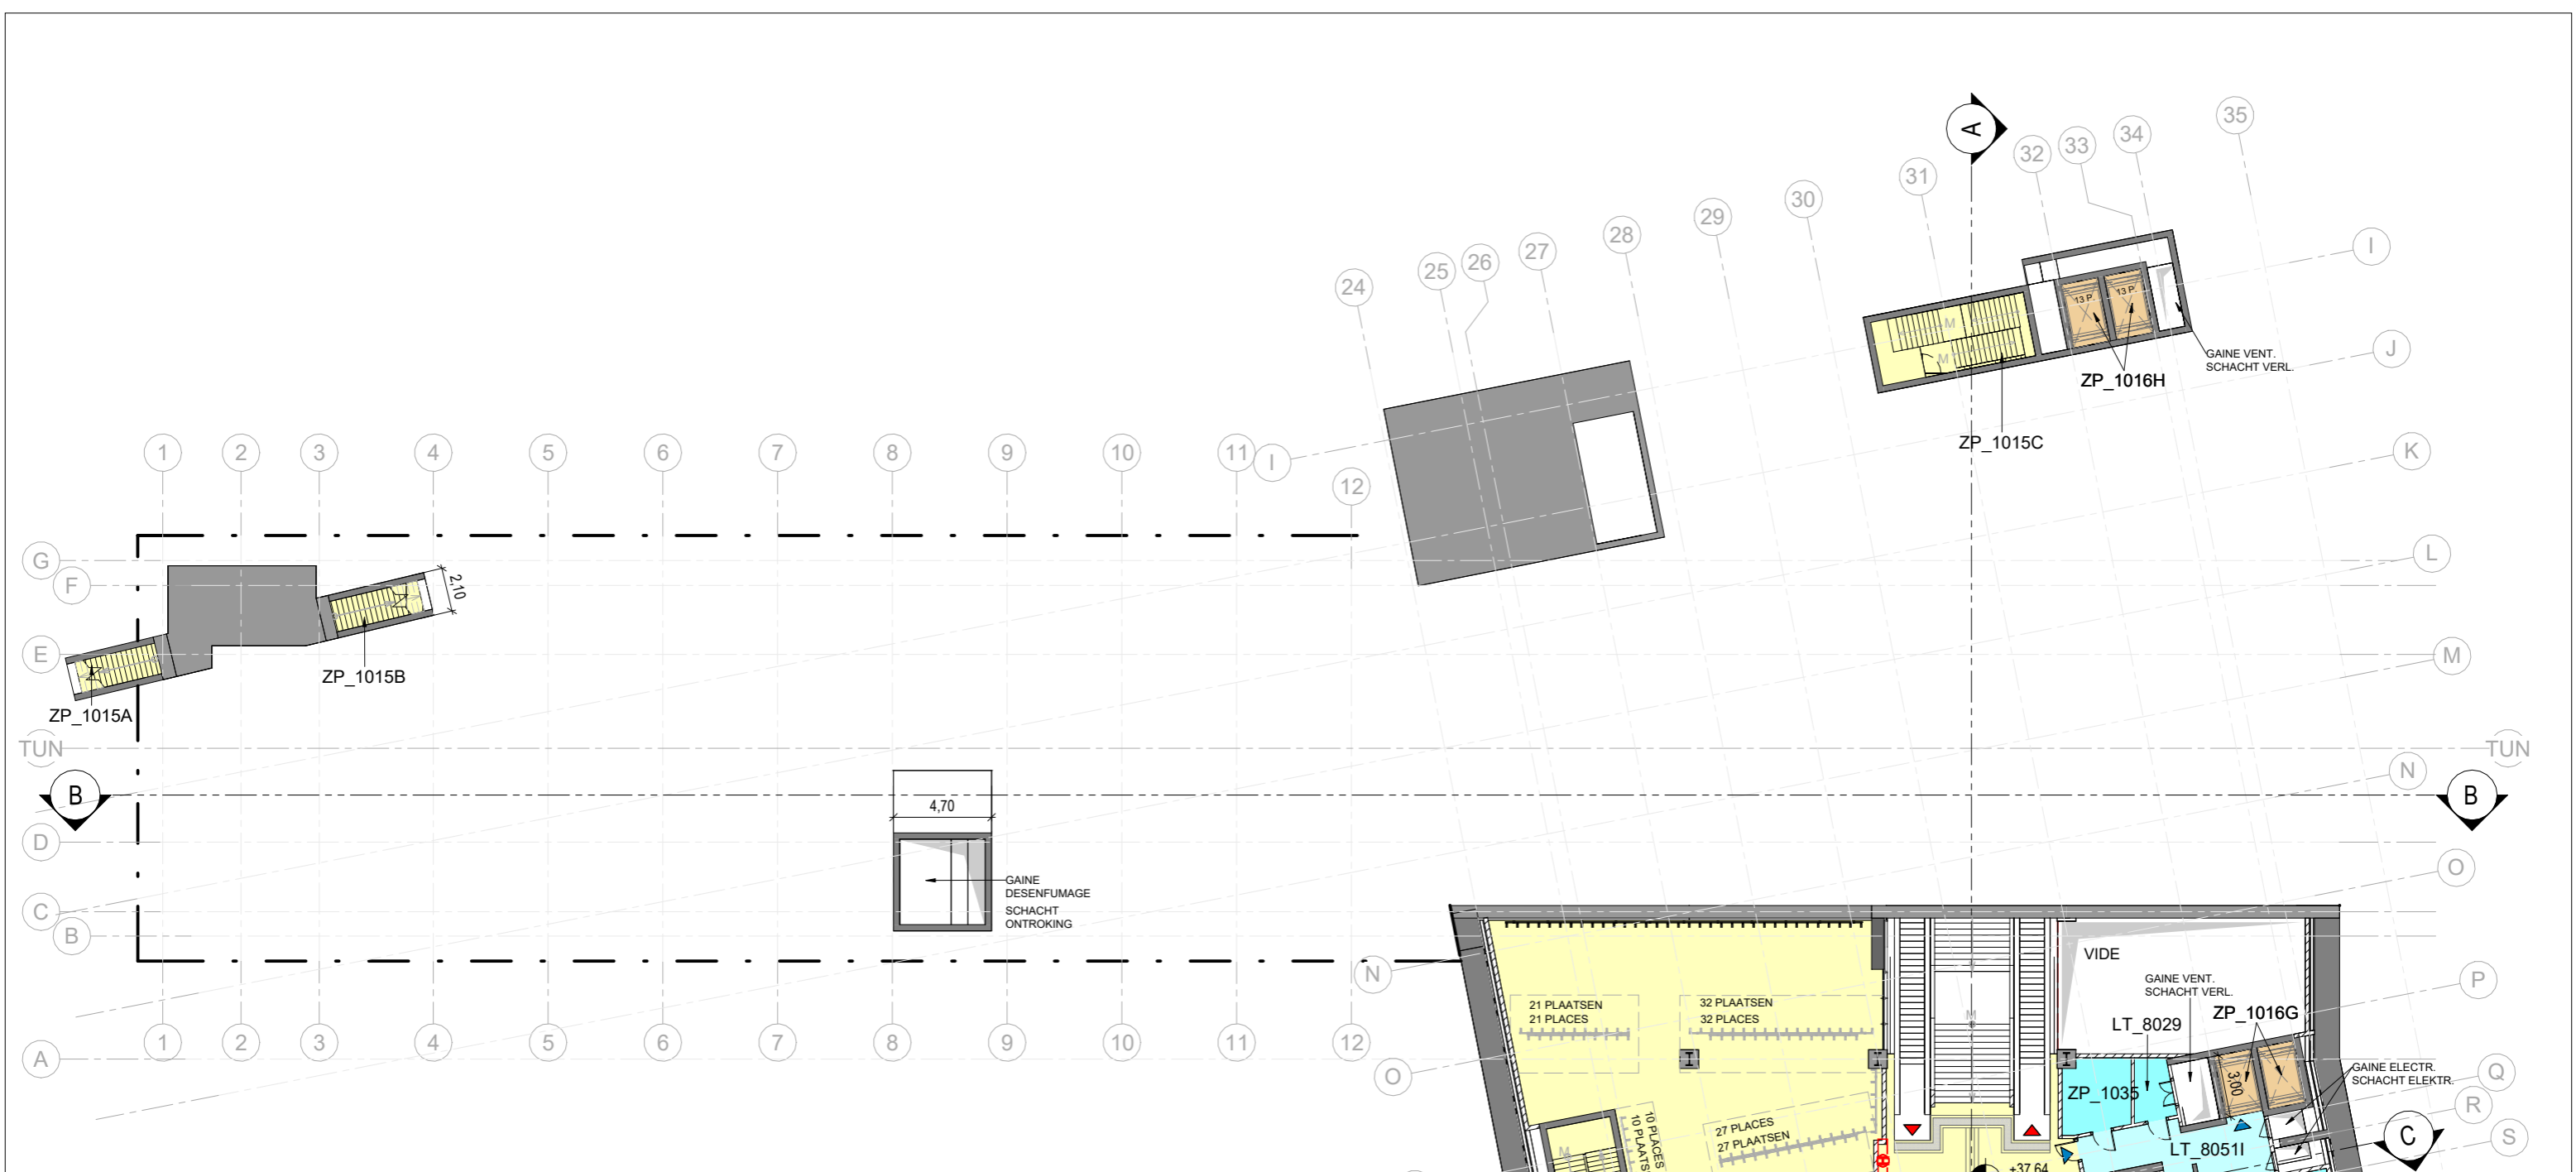 A
35
34
33
32
31
30
29
28
27
26
25
24
I
13 P.
13 P.
M
M
GAINE VENT.
SCHACHT VERL.
J
ZP_1016H
ZP_1015C
K
1
2
3
4
5
6
7
8
9
10
11
I
12
G
F
2,10
L
E
ZP_1015B
M
ZP_1015A
TUN
TUN
N
B
B
4,70
D
O
GAINE
DESENFUMAGE
SCHACHT
ONTROKING
C
B
VIDE
N
P
GAINE VENT.
SCHACHT VERL.
21 PLAATSEN
21 PLACES
32 PLAATSEN
32 PLACES
ZP_1016G
LT_8029
M
1
2
3
4
5
6
7
8
9
10
11
12
A
O
GAINE ELECTR.
SCHACHT ELEKTR.
Q
3,00
ZP_1035
R
10 PLACES
27 PLACES
27 PLAATSEN
C
S
LT_8051I
M
+37.64